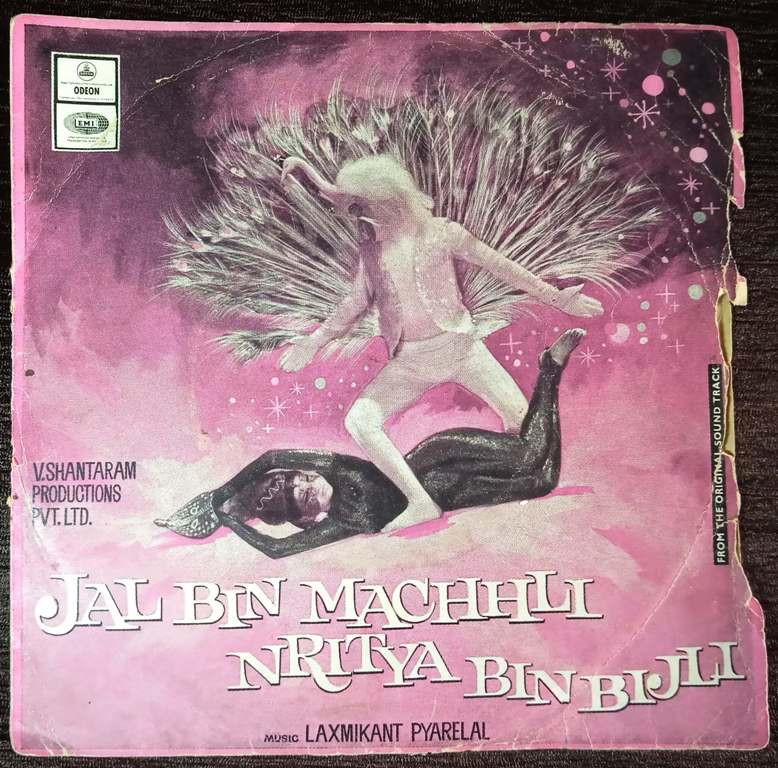 ODEON
EMI
V.SHANTARAM
PRODUCTIONS
PVT. LTD.
FROM THE ORIGINAL SOUND TRACK
JAL BIN MACHHLI
NRITYA BIN BIJLI
MUSIC LAXMIKANT PYARELAL